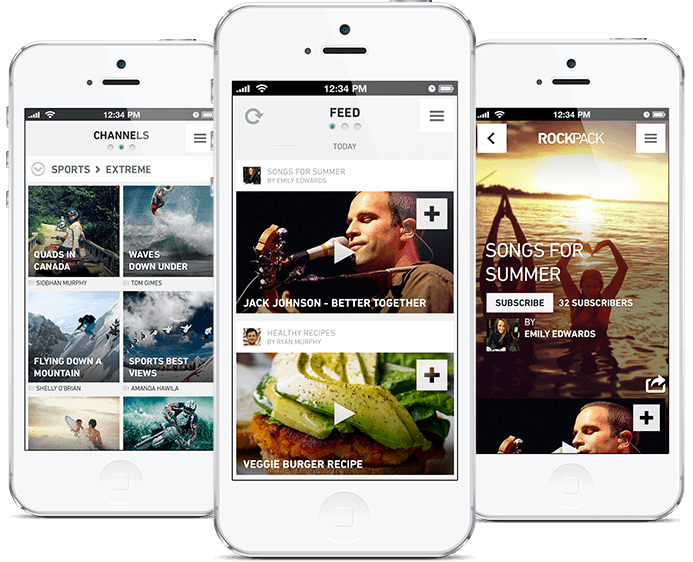 12:34 PM
CHANNELS
SPORTS > EXTREME
QUADS IN
CANADA
BY SIOBHAN MURPHY
WAVES
DOWN UNDER
BY TOM GIMES
FLYING DOWN A
MOUNTAIN
BY SHELLY O'BRIAN
SPORTS BEST
VIEWS
BY AMANDA HAWILA
12:34 PM
FEED
TODAY
SONGS FOR SUMMER
BY EMILY EDWARDS
JACK JOHNSON - BETTER TOGETHER
HEALTHY RECIPES
BY RYAN MURPHY
VEGGIE BURGER RECIPE
12:34 PM
ROCKPACK
SONGS FOR
SUMMER
SUBSCRIBE 32 SUBSCRIBERS
BY
EMILY EDWARDS